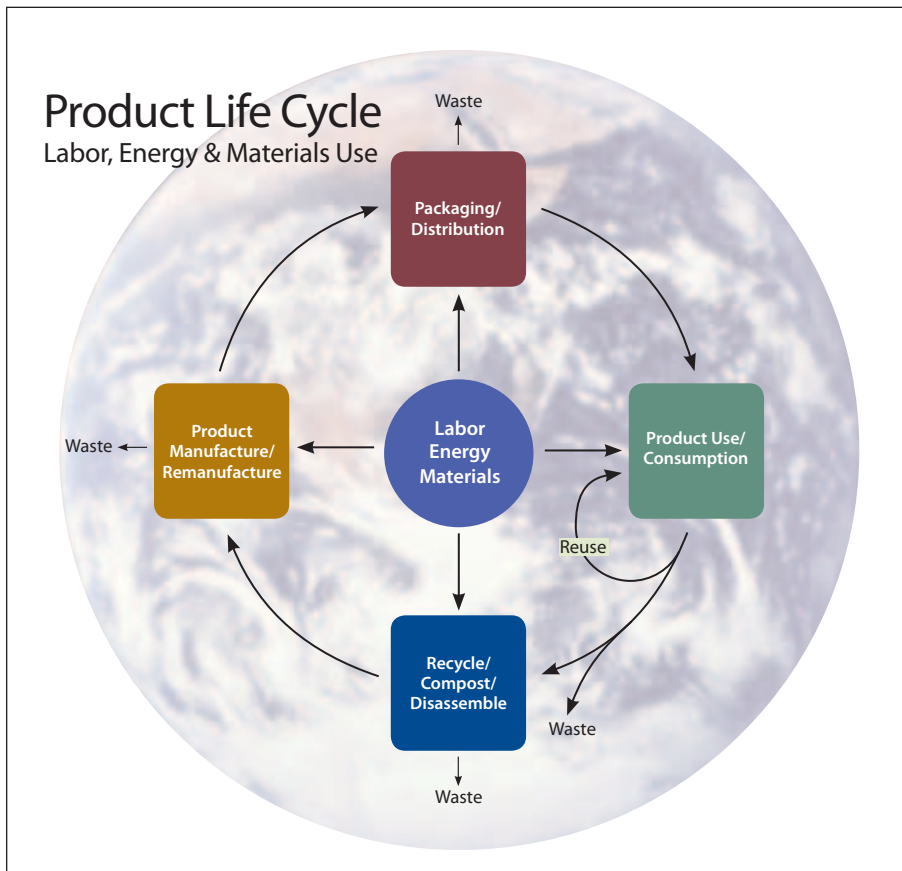 Product Life Cycle
Labor, Energy & Materials Use
Waste
Packaging/
Distribution
Waste
Product
Manufacture/
Remanufacture
Labor
Energy
Materials
Product Use/
Consumption
Reuse
Recycle/
Compost/
Disassemble
Waste
Waste